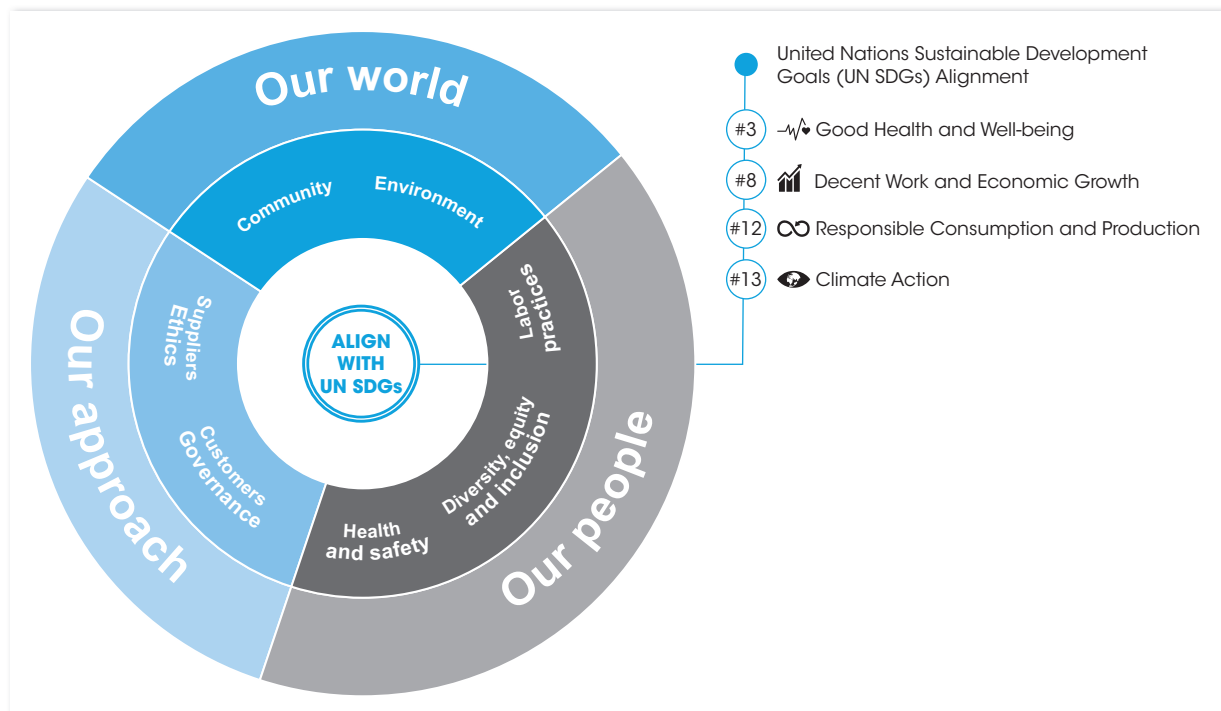 Our world
Community
Environment
Our approach
Suppliers
Ethics
Customers
Governance
Our people
Labor
practices
Diversity, equity
and inclusion
Health
and safety
ALIGN
WITH
UN SDGs
United Nations Sustainable Development
Goals (UN SDGs) Alignment
#3 Good Health and Well-being
#8 Decent Work and Economic Growth
#12 Responsible Consumption and Production
#13 Climate Action